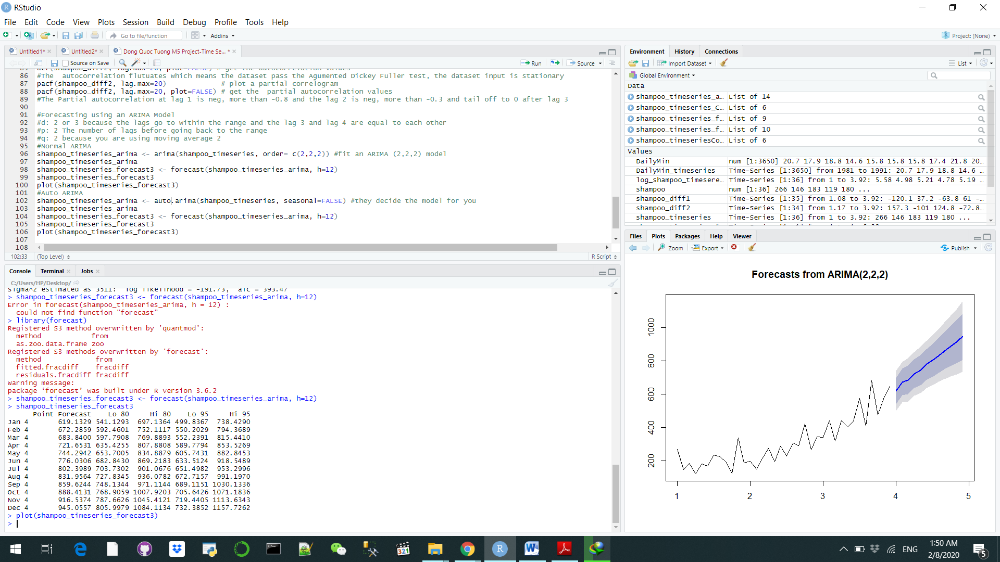 RStudio
File Edit Code View Plots Session Build Debug Profile Tools Help
Go to file/function Addins Project: (None)
Untitled1* Untitled2* Dong Quoc Tuong M5 Project-Time Se... *
Source on Save Run Source
85 acf(shampoo_diff2, lag.max=20, plot=FALSE) # get the autocorrelation values
86 #The  autocorrelation flutuates which means the dataset pass the Agumented Dickey Fuller test, the dataset input is stationary
87 pacf(shampoo_diff2, lag.max=20)             # plot a partial correlogram
88 pacf(shampoo_diff2, lag.max=20, plot=FALSE) # get the  partial autocorrelation values
89 #The Partial autocorrelation at lag 1 is neg, more than -0.8 and the lag 2 is neg, more than -0.3 and tail off to 0 after lag 3
90
91 #Forecasting using an ARIMA Model
92 #d: 2 or 3 because the lags go to within the range and the lag 3 and lag 4 are equal to each other
93 #p: 2 The number of lags before going back to the range
94 #q: 2 because you are using moving average 2
95 #Normal ARIMA
96 shampoo_timeseries_arima <- arima(shampoo_timeseries, order= c(2,2,2)) #fit an ARIMA (2,2,2) model
97 shampoo_timeseries_arima
98 shampoo_timeseries_forecast3 <- forecast(shampoo_timeseries_arima, h=12)
99 shampoo_timeseries_forecast3
100 plot(shampoo_timeseries_forecast3)
101 #Auto ARIMA
102 shampoo_timeseries_arima <- auto.arima(shampoo_timeseries, seasonal=FALSE) #they decide the model for you
103 shampoo_timeseries_arima
104 shampoo_timeseries_forecast3 <- forecast(shampoo_timeseries_arima, h=12)
105 shampoo_timeseries_forecast3
106 plot(shampoo_timeseries_forecast3)
107
108
102:33 (Top Level) R Script
Console Terminal Jobs
C:/Users/HP/Desktop/
sigma^2 estimated as 3511:  log likelihood = -191.73,  aic = 393.47
> shampoo_timeseries_forecast3 <- forecast(shampoo_timeseries_arima, h=12)
Error in forecast(shampoo_timeseries_arima, h = 12) :
could not find function "forecast"
> library(forecast)
Registered S3 method overwritten by 'quantmod':
method from
as.zoo.data.frame zoo
Registered S3 methods overwritten by 'forecast':
method from
fitted.fracdiff fracdiff
residuals.fracdiff fracdiff
Warning message:
package ‘forecast’ was built under R version 3.6.2
> shampoo_timeseries_forecast3 <- forecast(shampoo_timeseries_arima, h=12)
> shampoo_timeseries_forecast3
Point Forecast Lo 80 Hi 80 Lo 95 Hi 95
Jan 4 619.1329 541.1293 697.1364 499.8367 738.4290
Feb 4 672.2859 592.4601 752.1117 550.2029 794.3689
Mar 4 683.8400 597.7908 769.8893 552.2391 815.4410
Apr 4 721.6531 635.4255 807.8808 589.7794 853.5269
May 4 744.2942 653.7005 834.8879 605.7431 882.8453
Jun 4 776.0306 682.8430 869.2183 633.5124 918.5489
Jul 4 802.3989 703.7302 901.0676 651.4982 953.2996
Aug 4 831.9564 727.8345 936.0782 672.7157 991.1970
Sep 4 859.6244 748.1344 971.1144 689.1151 1030.1336
Oct 4 888.4131 768.9059 1007.9203 705.6426 1071.1836
Nov 4 916.5374 787.6626 1045.4121 719.4405 1113.6343
Dec 4 945.0557 805.9979 1084.1134 732.3852 1157.7262
> plot(shampoo_timeseries_forecast3)
>
Environment History Connections
Import Dataset List
Global Environment
Data
shampoo_timeseries_a… List of 14
shampoo_timeseries_C… List of 6
shampoo_timeseries_f… List of 9
shampoo_timeseries_f… List of 10
shampoo_timeseriesCo… List of 6
Values
DailyMin num [1:3650] 20.7 17.9 18.8 14.6 15.8 15.8 15.8 17.4 21.8 20…
DailyMin_timeseries Time-Series [1:3650] from 1981 to 1991: 20.7 17.9 18.8 14.6 …
log_shampoo_timesere… Time-Series [1:36] from 1 to 3.92: 5.58 4.98 5.21 4.78 5.19 …
shampoo num [1:36] 266 146 183 119 180 ...
shampoo_diff1 Time-Series [1:35] from 1.08 to 3.92: -120.1 37.2 -63.8 61 -…
shampoo_diff2 Time-Series [1:34] from 1.17 to 3.92: 157.3 -101 124.8 -72.8…
shampoo_timeseries Time-Series [1:36] from 1 to 3.92: 266 146 183 119 180 ...
Files Plots Packages Help Viewer
Zoom Export Publish
Forecasts from ARIMA(2,2,2)
1000
800
600
400
200
1 2 3 4 5
321
ENG
1:50 AM
2/8/2020
5